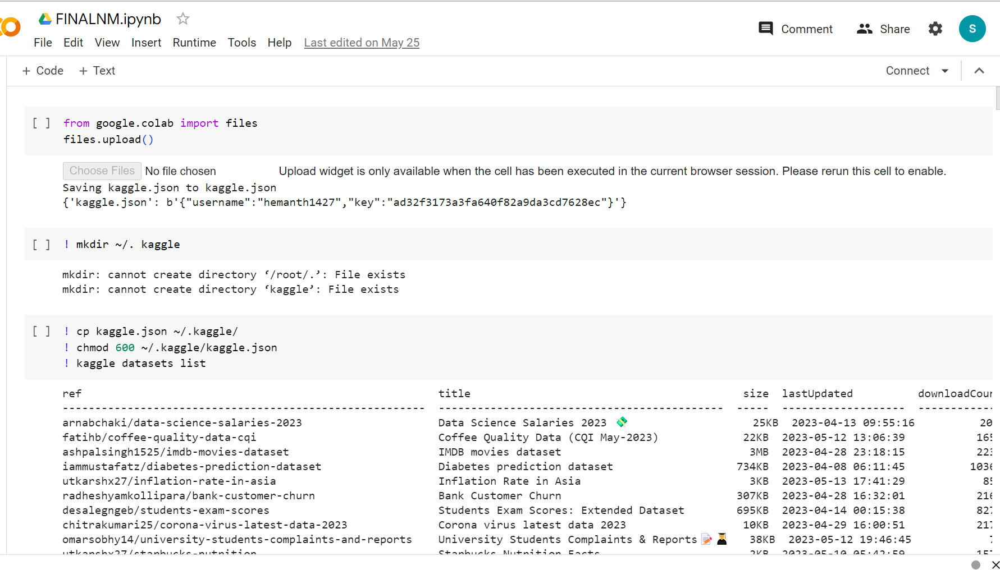 FINALNM.ipynb
Comment Share S
File Edit View Insert Runtime Tools Help Last edited on May 25
+ Code + Text Connect
[ ] from google.colab import files
files.upload()
Choose Files No file chosen Upload widget is only available when the cell has been executed in the current browser session. Please rerun this cell to enable.
Saving kaggle.json to kaggle.json
{'kaggle.json': b'{"username":"hemanth1427","key":"ad32f3173a3fa640f82a9da3cd7628ec"}'}
[ ] ! mkdir ~/. kaggle
mkdir: cannot create directory ‘/root/.’: File exists
mkdir: cannot create directory ‘kaggle’: File exists
[ ] ! cp kaggle.json ~/.kaggle/
! chmod 600 ~/.kaggle/kaggle.json
! kaggle datasets list
ref title size lastUpdated downloadCour
-------------------------------------------------------- -------------------------------------------- ----- ------------------- ------------
arnabchaki/data-science-salaries-2023 Data Science Salaries 2023 💸 25KB 2023-04-13 09:55:16 20
fatihb/coffee-quality-data-cqi Coffee Quality Data (CQI May-2023) 22KB 2023-05-12 13:06:39 165
ashpalsingh1525/imdb-movies-dataset IMDB movies dataset 3MB 2023-04-28 23:18:15 223
iammustafatz/diabetes-prediction-dataset Diabetes prediction dataset 734KB 2023-04-08 06:11:45 1036
utkarshx27/inflation-rate-in-asia Inflation Rate in Asia 3KB 2023-05-13 17:41:29 85
radheshyamkollipara/bank-customer-churn Bank Customer Churn 307KB 2023-04-28 16:32:01 216
desalegngeb/students-exam-scores Students Exam Scores: Extended Dataset 695KB 2023-04-14 00:15:38 827
chitrakumari25/corona-virus-latest-data-2023 Corona virus latest data 2023 10KB 2023-04-29 16:00:51 217
omarsobhy14/university-students-complaints-and-reports University Students Complaints & Reports📝👨‍🎓 38KB 2023-05-12 19:46:45 7
utkarshx27/starbucks-nutrition Starbucks Nutrition Facts 2KB 2023-05-10 05:42:59 157